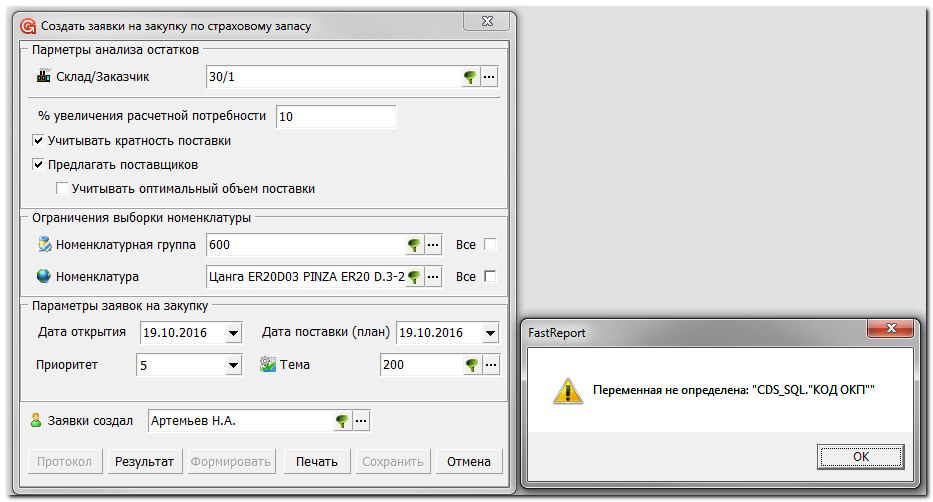 Создать заявки на закупку по страховому запасу
Парметры анализа остатков
Склад/Заказчик 30/1 ...
% увеличения расчетной потребности 10
Учитывать кратность поставки
Предлагать поставщиков
Учитывать оптимальный объем поставки
Ограничения выборки номенклатуры
Номенклатурная группа 600 ... Все
Номенклатура Цанга ER20D03 PINZA ER20 D.3-2 ... Все
Параметры заявок на закупку
Дата открытия 19.10.2016 Дата поставки (план) 19.10.2016
Приоритет 5 Тема 200 ...
Заявки создал Артемьев Н.А. ...
Протокол Результат Формировать Печать Сохранить Отмена
FastReport
Переменная не определена: "CDS_SQL."КОД ОКП""
OK